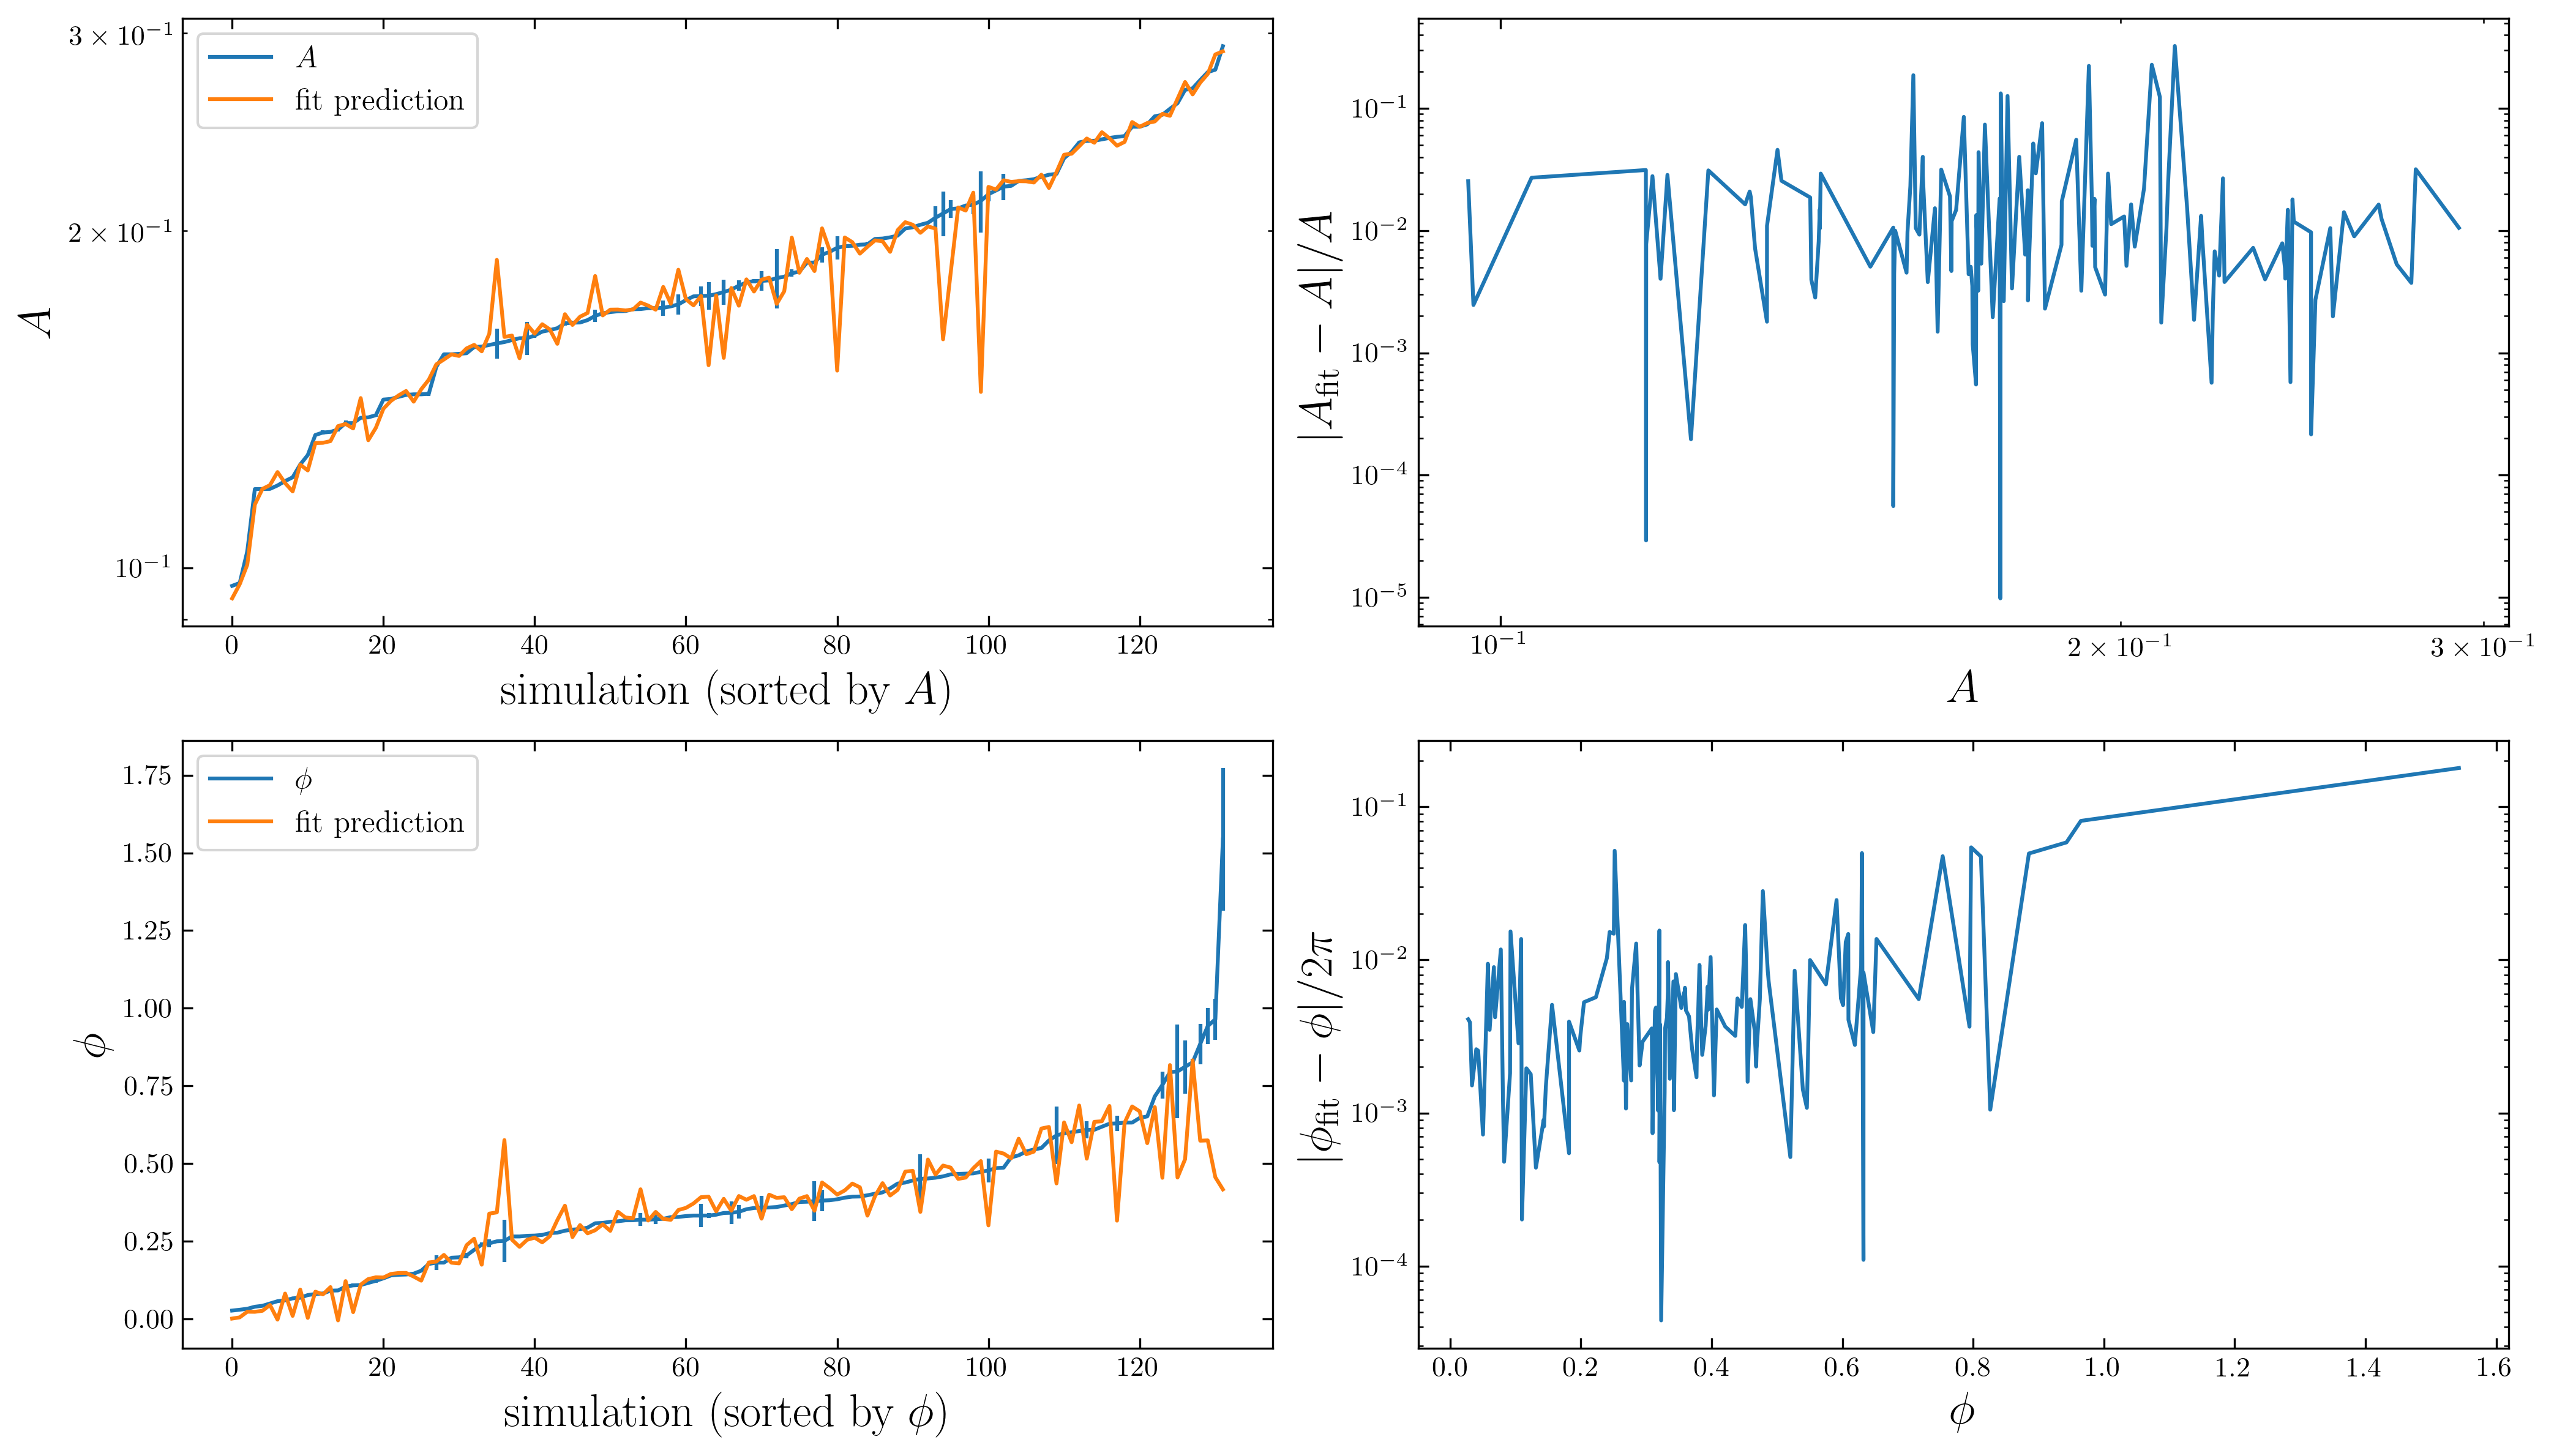 3 × 10⁻¹
2 × 10⁻¹
10⁻¹
A
A
fit prediction
0 20 40 60 80 100 120
simulation (sorted by A)
10⁻¹
10⁻²
10⁻³
10⁻⁴
10⁻⁵
|A_fit − A|/A
10⁻¹ 2 × 10⁻¹ 3 × 10⁻¹
A
1.75
1.50
1.25
1.00
0.75
0.50
0.25
0.00
ϕ
ϕ
fit prediction
0 20 40 60 80 100 120
simulation (sorted by ϕ)
10⁻¹
10⁻²
10⁻³
10⁻⁴
|ϕ_fit − ϕ|/2π
0.0 0.2 0.4 0.6 0.8 1.0 1.2 1.4 1.6
ϕ